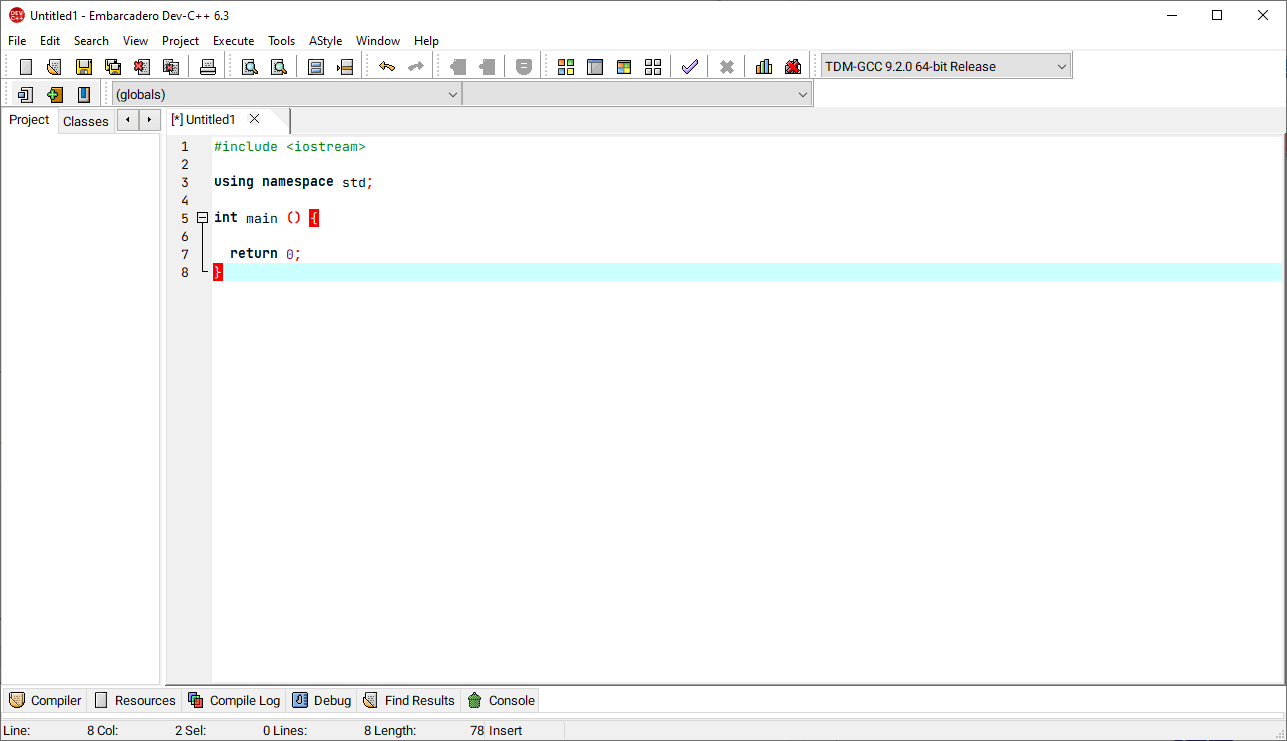 Untitled1 - Embarcadero Dev-C++ 6.3
File Edit Search View Project Execute Tools AStyle Window Help
TDM-GCC 9.2.0 64-bit Release
(globals)
Project Classes [*] Untitled1
1 #include <iostream>
2
3 using namespace std;
4
5 int main () {
6
7 return 0;
8 }
Compiler Resources Compile Log Debug Find Results Console
Line: 8 Col: 2 Sel: 0 Lines: 8 Length: 78 Insert